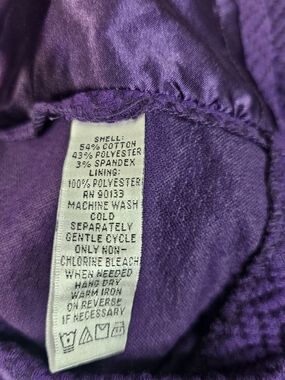 SHELL:
54% COTTON
43% POLYESTER
3% SPANDEX
LINING:
100% POLYESTER
RN 90133
MACHINE WASH
COLD
SEPARATELY
GENTLE CYCLE
ONLY NON-
CHLORINE BLEACH
WHEN NEEDED
HANG DRY
WARM IRON
ON REVERSE
IF NECESSARY